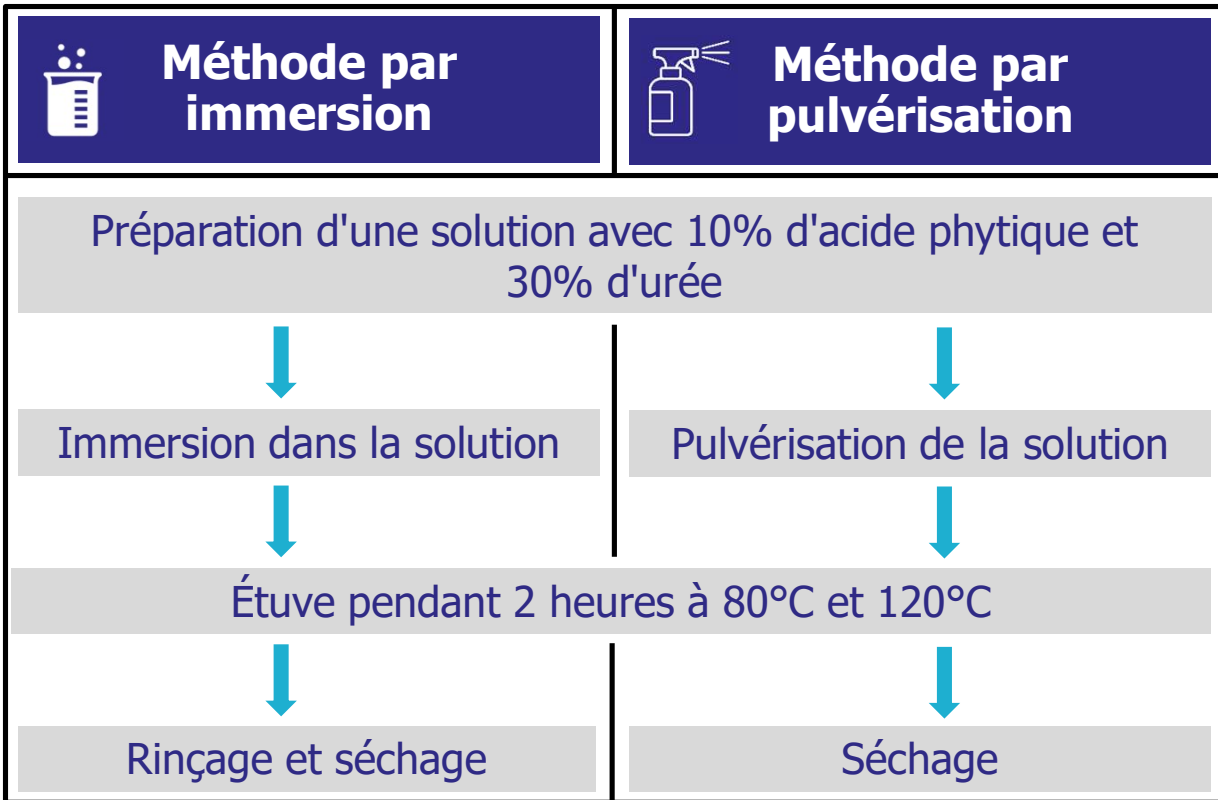 Méthode par
immersion
Méthode par
pulvérisation
Préparation d'une solution avec 10% d'acide phytique et
30% d'urée
Immersion dans la solution
Pulvérisation de la solution
Étuve pendant 2 heures à 80°C et 120°C
Rinçage et séchage
Séchage